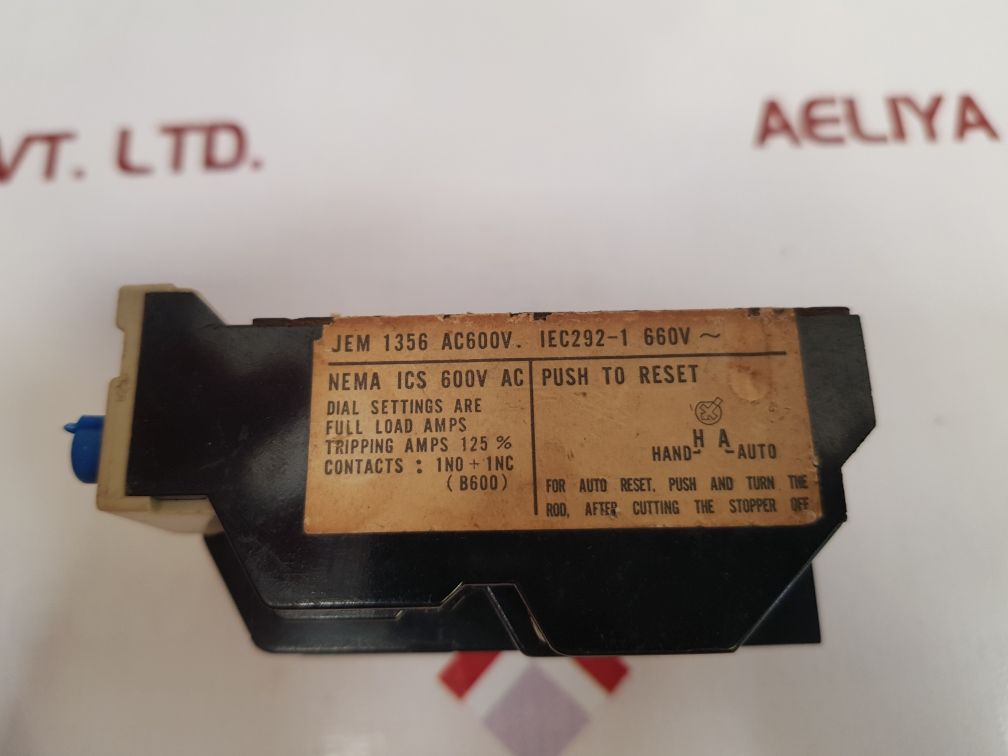 VT. LTD.
AELIYA
JEM 1356 AC600V. IEC292-1 660V ~
NEMA ICS 600V AC
DIAL SETTINGS ARE
FULL LOAD AMPS
TRIPPING AMPS 125 %
CONTACTS : 1NO + 1NC
(B600)
PUSH TO RESET
H A
HAND AUTO
FOR AUTO RESET, PUSH AND TURN THE
ROD, AFTER CUTTING THE STOPPER OFF